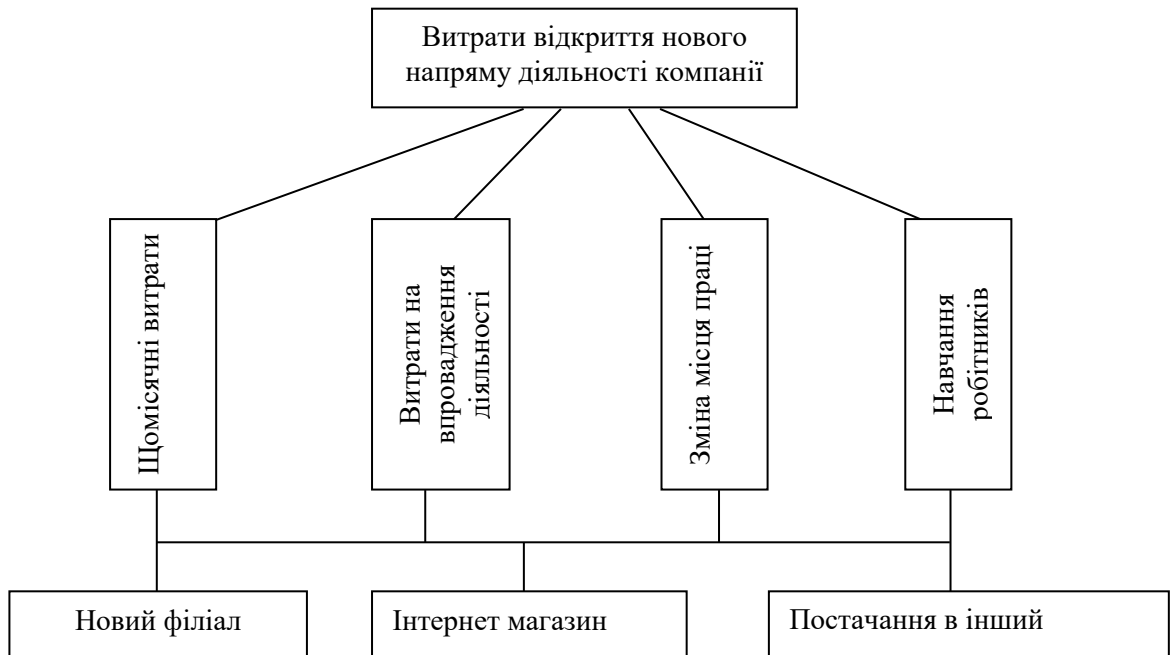 Витрати відкриття нового
напряму діяльності компанії
Щомісячні витрати
Витрати на
впровадження
діяльності
Зміна місця праці
Навчання
робітників
Новий філіал
Інтернет магазин
Постачання в інший